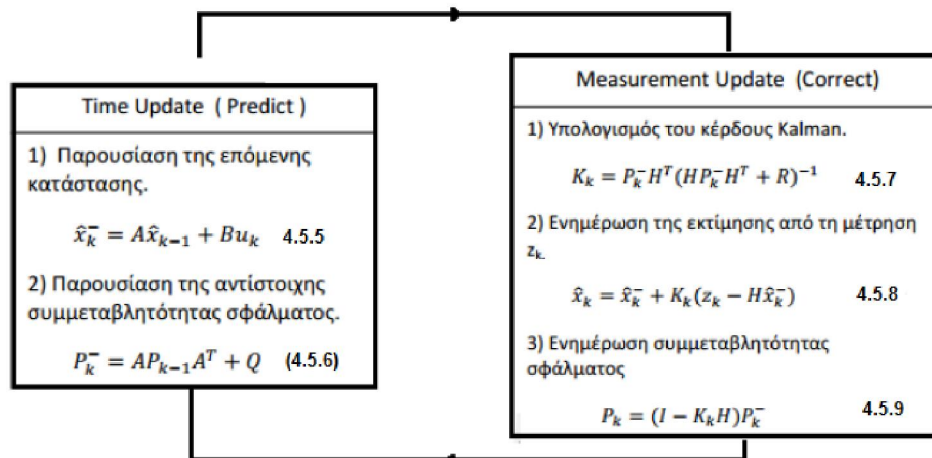 Time Update ( Predict )
1) Παρουσίαση της επόμενης
κατάστασης.
x̂ₖ⁻ = Ax̂ₖ₋₁ + Buₖ 4.5.5
2) Παρουσίαση της αντίστοιχης
συμμεταβλητότητας σφάλματος.
Pₖ⁻ = APₖ₋₁Aᵀ + Q (4.5.6)
Measurement Update (Correct)
1) Υπολογισμός του κέρδους Kalman.
Kₖ = Pₖ⁻Hᵀ(HPₖ⁻Hᵀ + R)⁻¹ 4.5.7
2) Ενημέρωση της εκτίμησης από τη μέτρηση
zₖ.
x̂ₖ = x̂ₖ⁻ + Kₖ(zₖ − Hx̂ₖ⁻) 4.5.8
3) Ενημέρωση συμμεταβλητότητας
σφάλματος
Pₖ = (I − KₖH)Pₖ⁻ 4.5.9